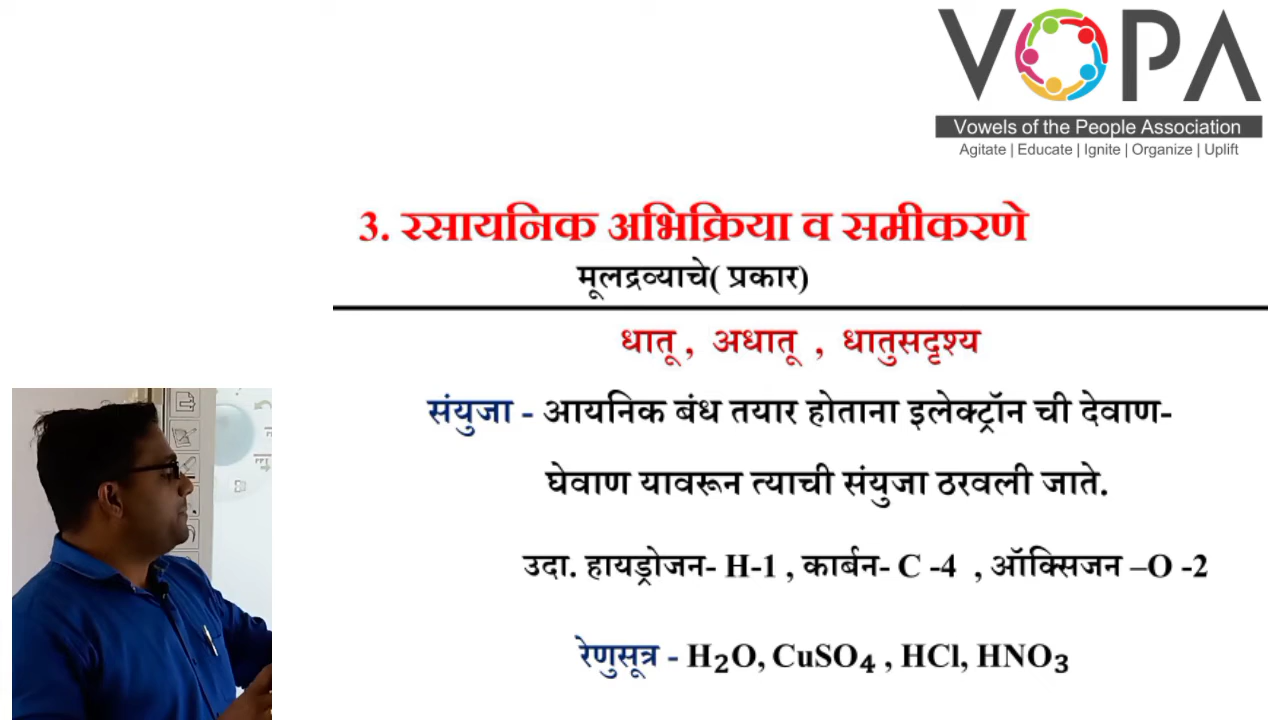 VOPA
Vowels of the People Association
Agitate | Educate | Ignite | Organize | Uplift
3. रसायनिक अभिक्रिया व समीकरणे
मूलद्रव्याचे( प्रकार)
धातू , अधातू , धातुसदृश्य
संयुजा - आयनिक बंध तयार होताना इलेक्ट्रॉन ची देवाण-
घेवाण यावरून त्याची संयुजा ठरवली जाते.
उदा. हायड्रोजन- H-1 , कार्बन- C -4 , ऑक्सिजन –O -2
रेणुसूत्र - H₂O, CuSO₄ , HCl, HNO₃